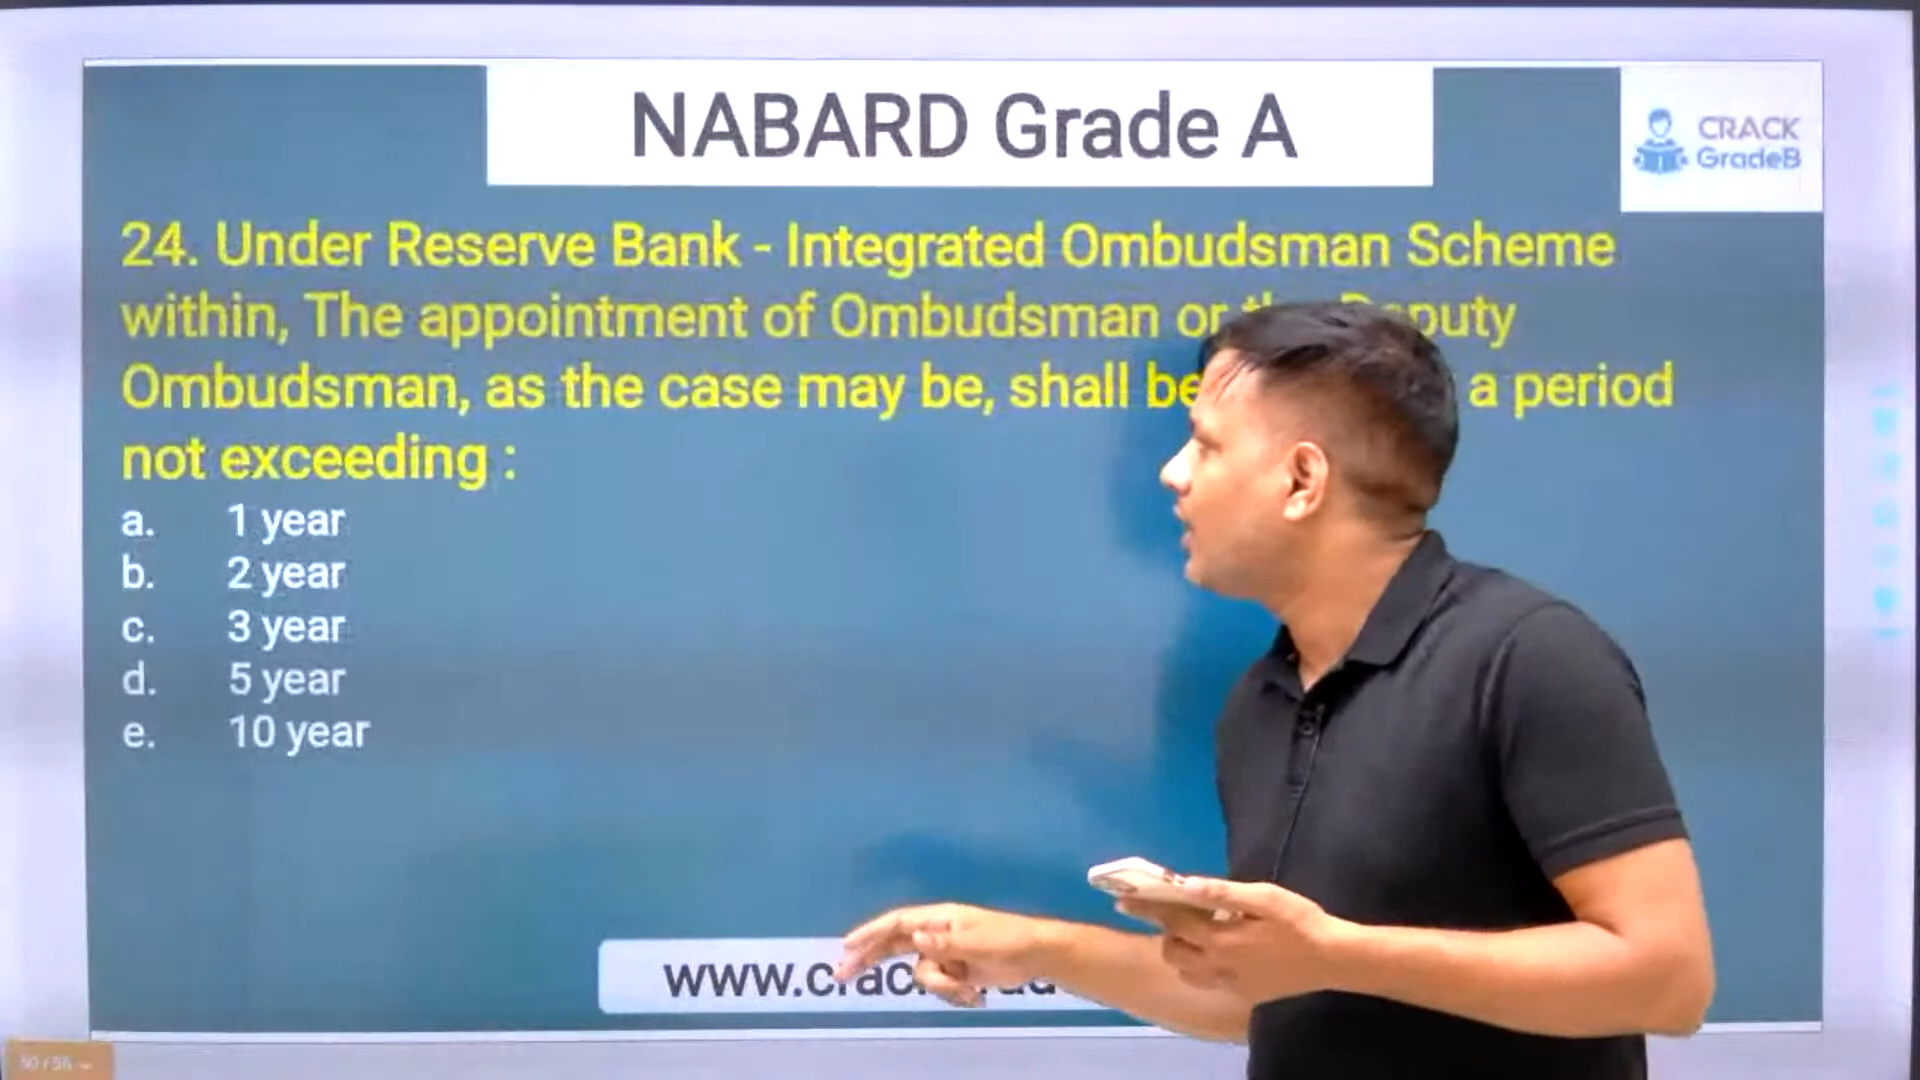 NABARD Grade A
CRACK
GradeB
24. Under Reserve Bank - Integrated Ombudsman Scheme
within, The appointment of Ombudsman or Deputy
Ombudsman, as the case may be, shall be a period
not exceeding :
a. 1 year
b. 2 year
c. 3 year
d. 5 year
e. 10 year